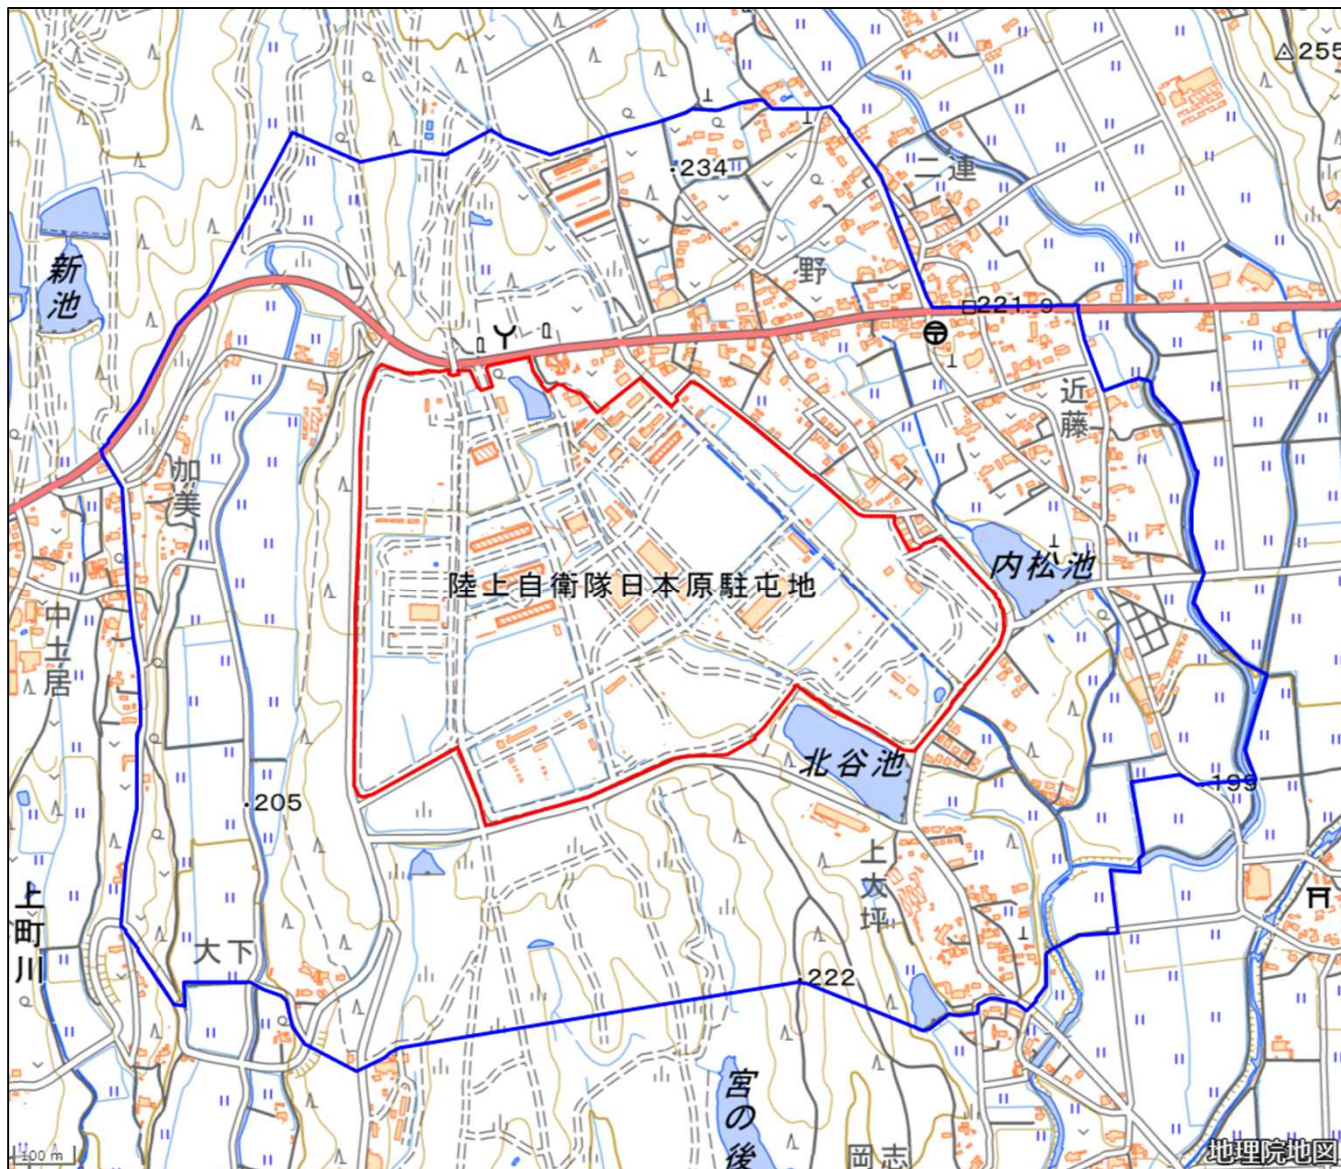 255
二連
234
新池
野
221.9
近藤
加美
内松池
陸上自衛隊日本原駐屯地
中土居
北谷池
199
205
上大坪
上町川
大下
222
宮の後
岡志
100 m
地理院地図